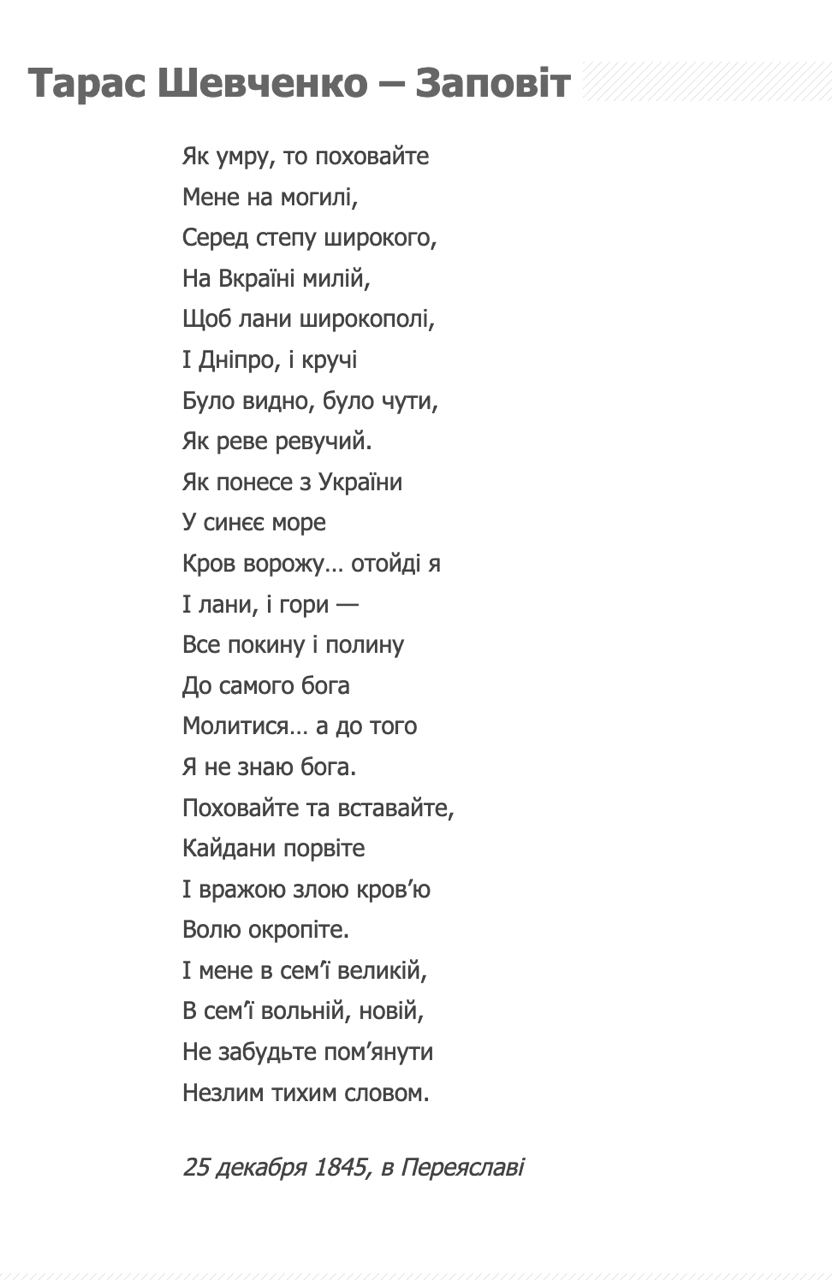 Тарас Шевченко – Заповіт
Як умру, то поховайте
Мене на могилі,
Серед степу широкого,
На Вкраїні милій,
Щоб лани широкополі,
І Дніпро, і кручі
Було видно, було чути,
Як реве ревучий.
Як понесе з України
У синєє море
Кров ворожу… отойді я
І лани, і гори —
Все покину і полину
До самого бога
Молитися… а до того
Я не знаю бога.
Поховайте та вставайте,
Кайдани порвіте
І вражою злою кров’ю
Волю окропіте.
І мене в сем’ї великій,
В сем’ї вольній, новій,
Не забудьте пом’янути
Незлим тихим словом.
25 декабря 1845, в Переяславі